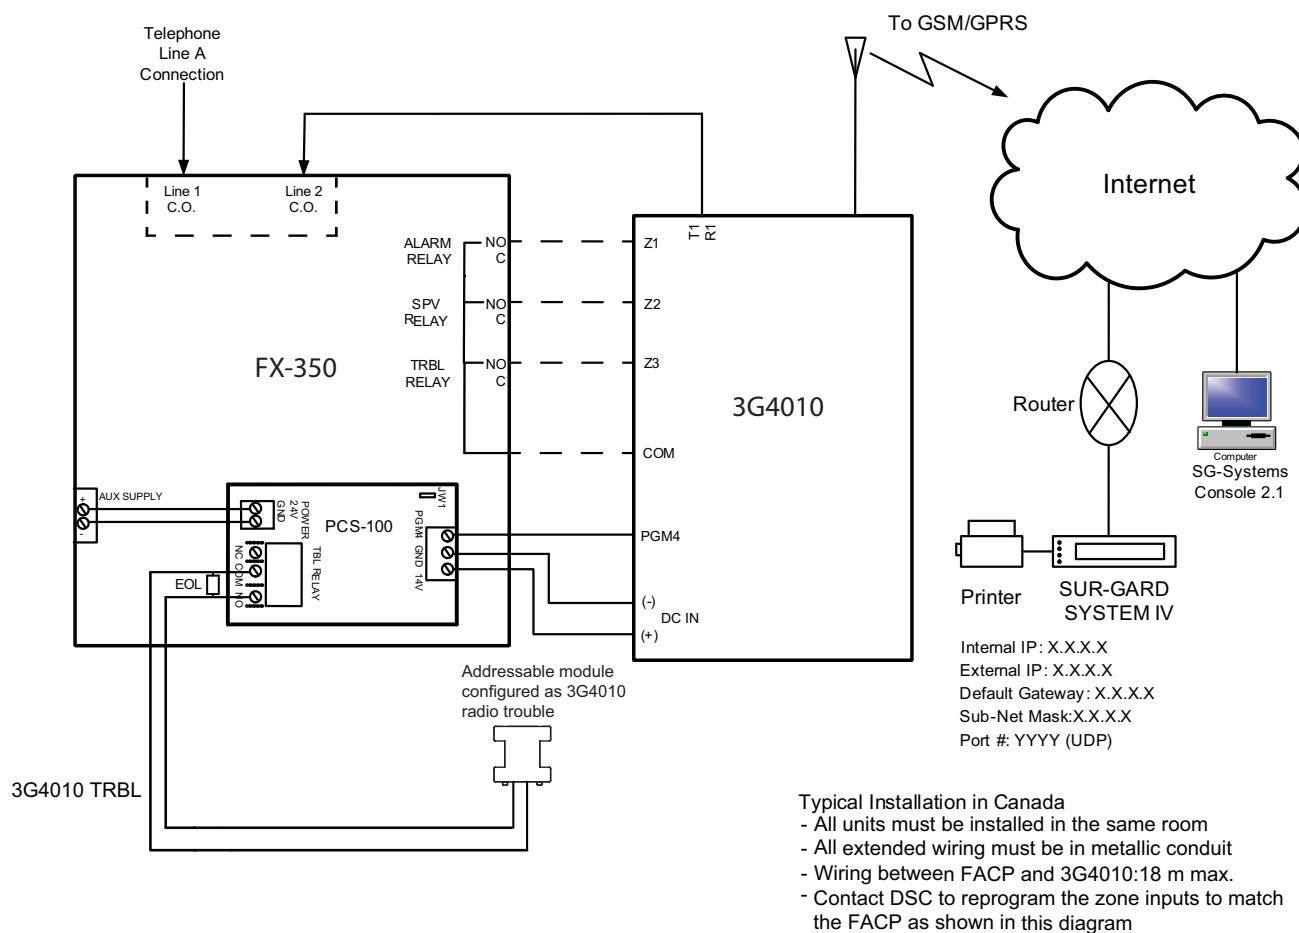 Telephone
Line A
Connection
To GSM/GPRS
Line 1
C.O.
Line 2
C.O.
T1
R1
Internet
ALARM
RELAY
NO
C
Z1
SPV
RELAY
NO
C
Z2
FX-350
TRBL
RELAY
NO
C
Z3
3G4010
COM
Router
Computer
SG-Systems
Console 2.1
+
-
AUX SUPPLY
POWER
24V
GND
PCS-100
JW1
PGM4 GND 14V
PGM4
TBL RELAY
NC COM NO
EOL
(-)
DC IN
(+)
Printer
SUR-GARD
SYSTEM IV
Internal IP: X.X.X.X
External IP: X.X.X.X
Default Gateway: X.X.X.X
Sub-Net Mask:X.X.X.X
Port #: YYYY (UDP)
Addressable module
configured as 3G4010
radio trouble
3G4010 TRBL
Typical Installation in Canada
- All units must be installed in the same room
- All extended wiring must be in metallic conduit
- Wiring between FACP and 3G4010:18 m max.
- Contact DSC to reprogram the zone inputs to match
the FACP as shown in this diagram